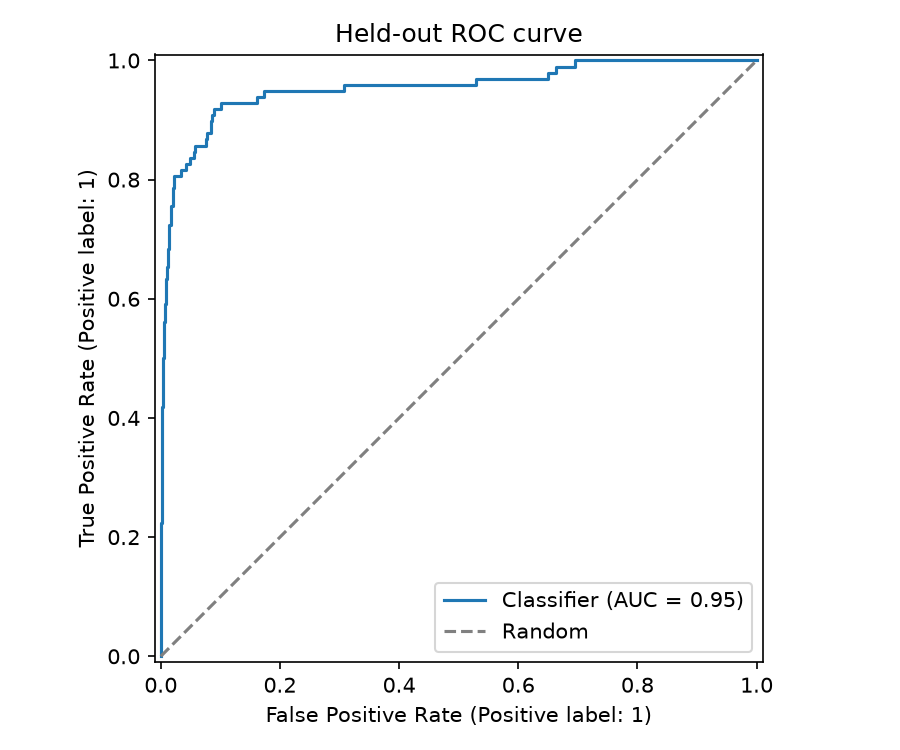 Held-out ROC curve
True Positive Rate (Positive label: 1)
1.0
0.8
0.6
0.4
0.2
0.0
Classifier (AUC = 0.95)
Random
0.0 0.2 0.4 0.6 0.8 1.0
False Positive Rate (Positive label: 1)